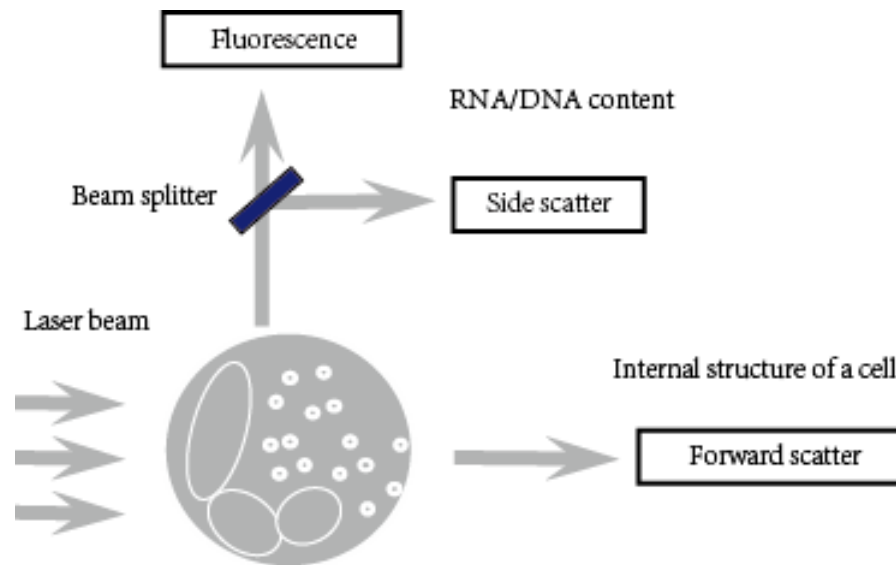 Fluorescence
RNA/DNA content
Beam splitter
Side scatter
Laser beam
Internal structure of a cell
Forward scatter